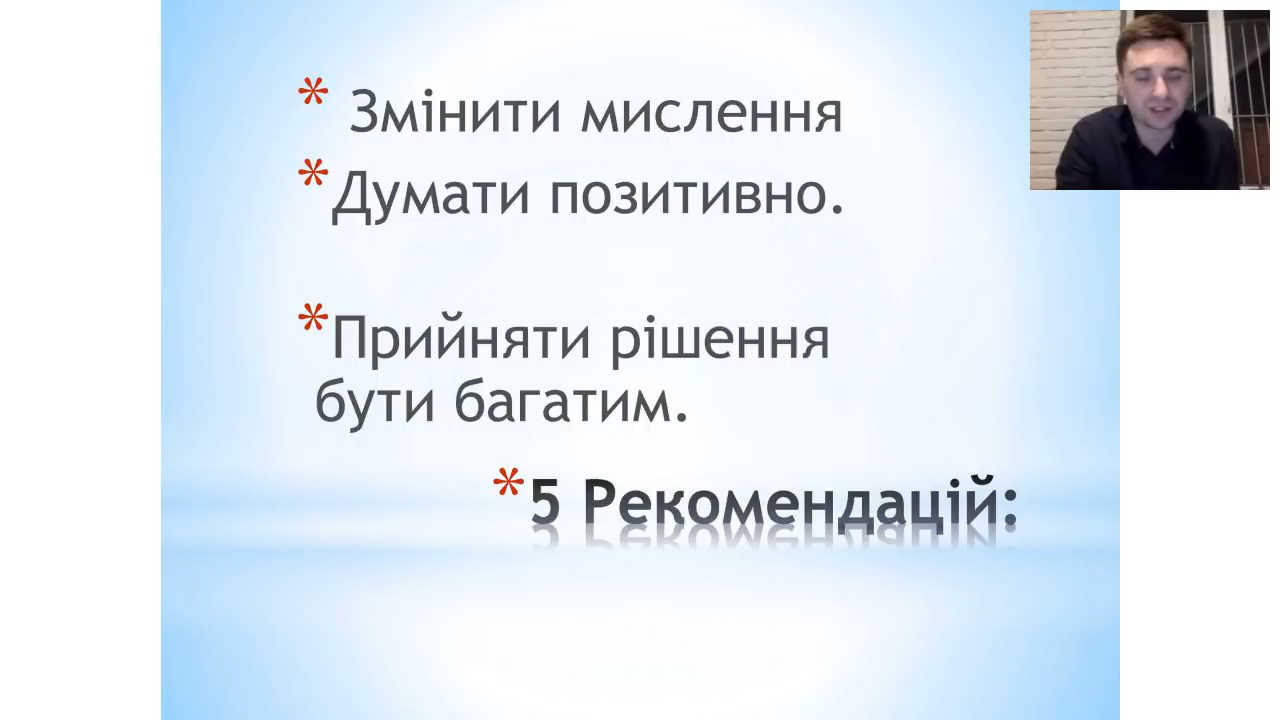 * Змінити мислення
* Думати позитивно.
* Прийняти рішення
бути багатим.
* 5 Рекомендацій: